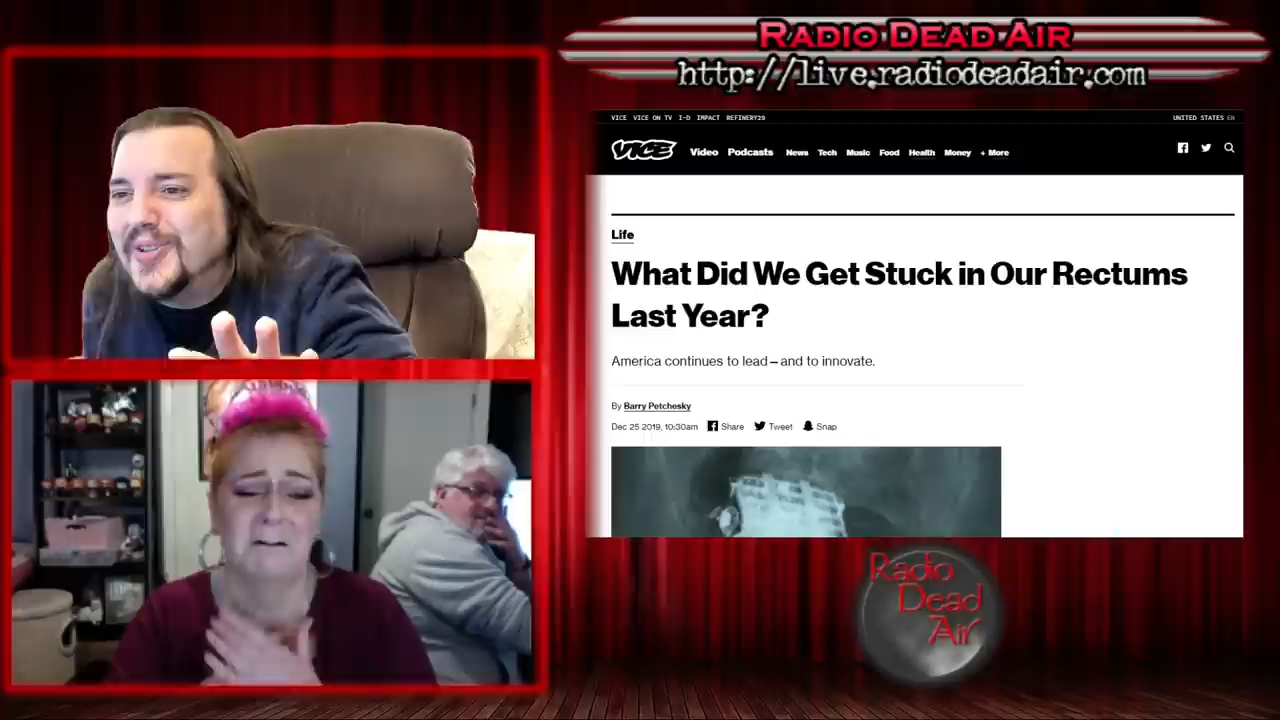 RADIO DEAD AIR
http://live.radiodeadair.com
VICE VICE ON TV I-D IMPACT REFINERY29
UNITED STATES EN
VICE Video Podcasts News Tech Music Food Health Money + More
Life
What Did We Get Stuck in Our Rectums
Last Year?
America continues to lead—and to innovate.
By Barry Petchesky
Dec 25 2019, 10:30am Share Tweet Snap
Radio
Dead
Air